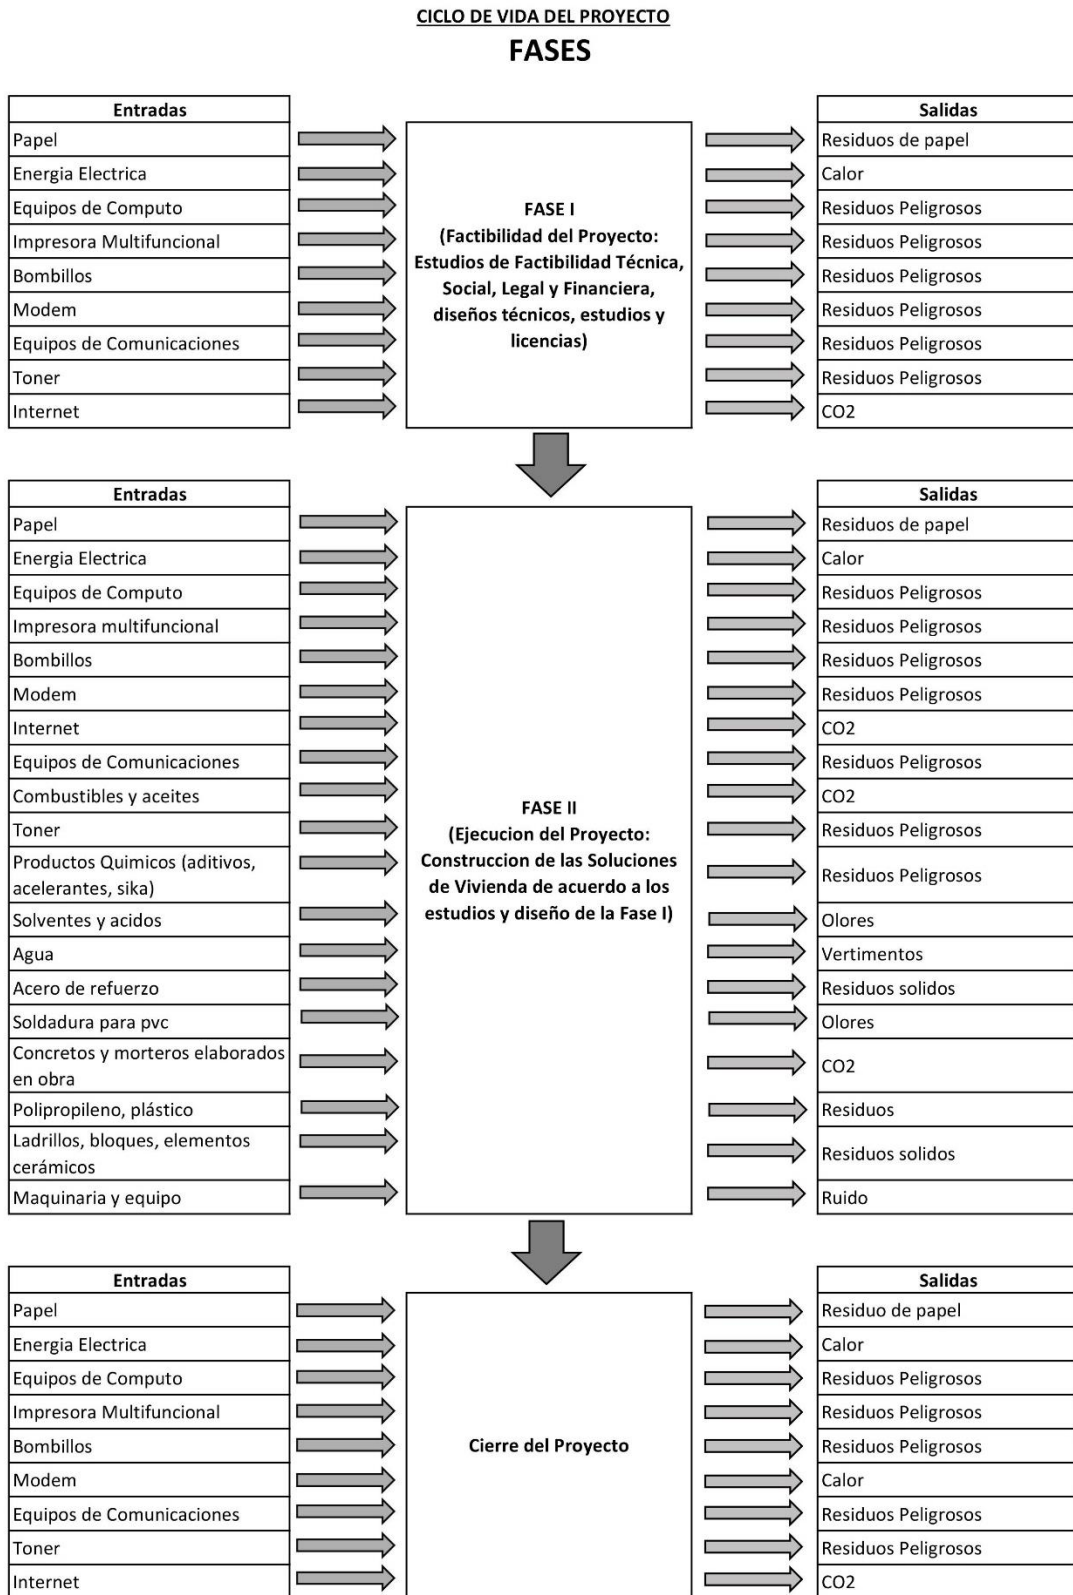 CICLO DE VIDA DEL PROYECTO
FASES
Entradas
Papel
Energia Electrica
Equipos de Computo
Impresora Multifuncional
Bombillos
Modem
Equipos de Comunicaciones
Toner
Internet
FASE I
(Factibilidad del Proyecto:
Estudios de Factibilidad Técnica,
Social, Legal y Financiera,
diseños técnicos, estudios y
licencias)
Salidas
Residuos de papel
Calor
Residuos Peligrosos
Residuos Peligrosos
Residuos Peligrosos
Residuos Peligrosos
Residuos Peligrosos
Residuos Peligrosos
CO2
Entradas
Papel
Energia Electrica
Equipos de Computo
Impresora multifuncional
Bombillos
Modem
Internet
Equipos de Comunicaciones
Combustibles y aceites
Toner
Productos Quimicos (aditivos,
acelerantes, sika)
Solventes y acidos
Agua
Acero de refuerzo
Soldadura para pvc
Concretos y morteros elaborados
en obra
Polipropileno, plástico
Ladrillos, bloques, elementos
cerámicos
Maquinaria y equipo
FASE II
(Ejecucion del Proyecto:
Construccion de las Soluciones
de Vivienda de acuerdo a los
estudios y diseño de la Fase I)
Salidas
Residuos de papel
Calor
Residuos Peligrosos
Residuos Peligrosos
Residuos Peligrosos
Residuos Peligrosos
CO2
Residuos Peligrosos
CO2
Residuos Peligrosos
Residuos Peligrosos
Olores
Vertimentos
Residuos solidos
Olores
CO2
Residuos
Residuos solidos
Ruido
Entradas
Papel
Energia Electrica
Equipos de Computo
Impresora Multifuncional
Bombillos
Modem
Equipos de Comunicaciones
Toner
Internet
Cierre del Proyecto
Salidas
Residuo de papel
Calor
Residuos Peligrosos
Residuos Peligrosos
Residuos Peligrosos
Calor
Residuos Peligrosos
Residuos Peligrosos
CO2